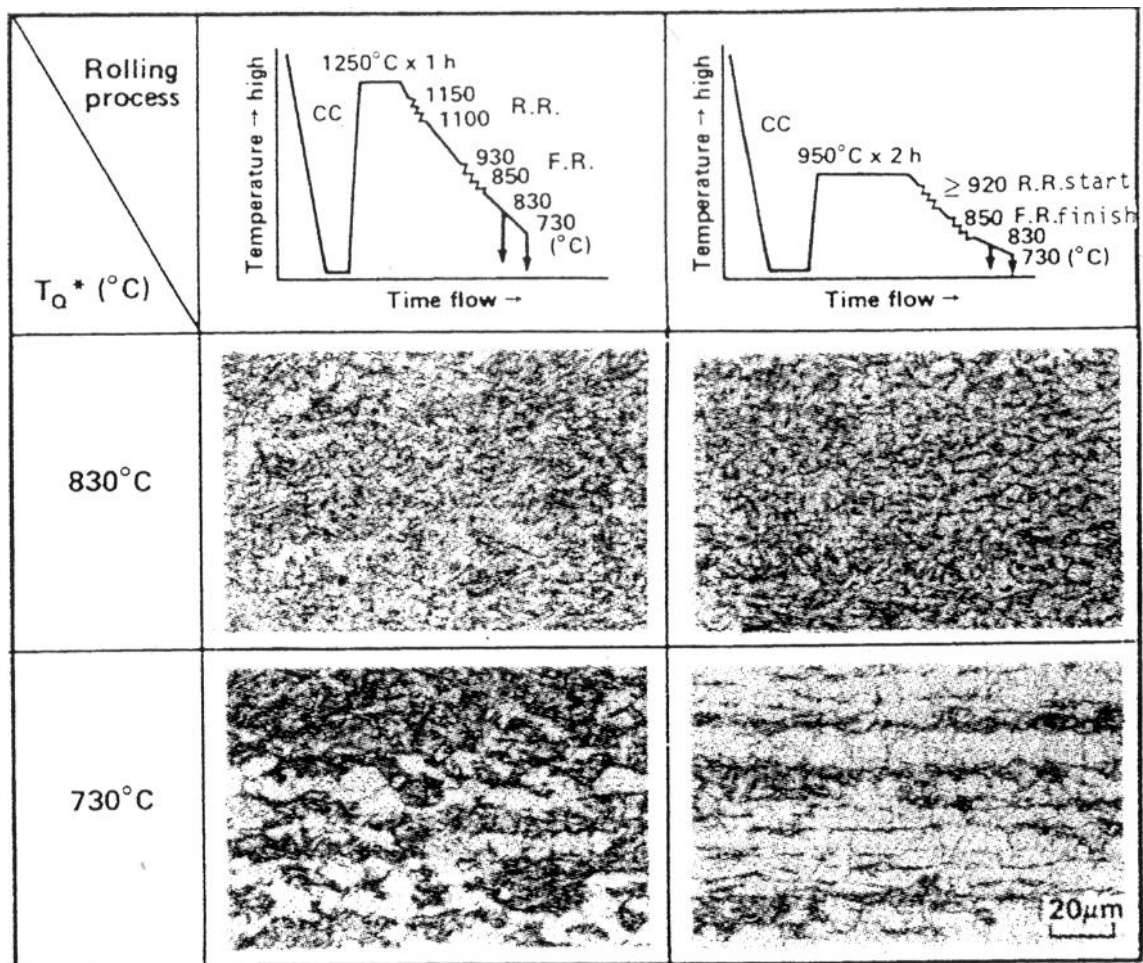 Rolling
process
T_Q* (°C)
Temperature → high
1250°C x 1 h
CC
1150
1100
R.R.
930
850
F.R.
830
730
(°C)
Time flow →
Temperature → high
CC
950°C x 2 h
≥ 920 R.R.start
850 F.R.finish
830
730 (°C)
Time flow →
830°C
730°C
20μm